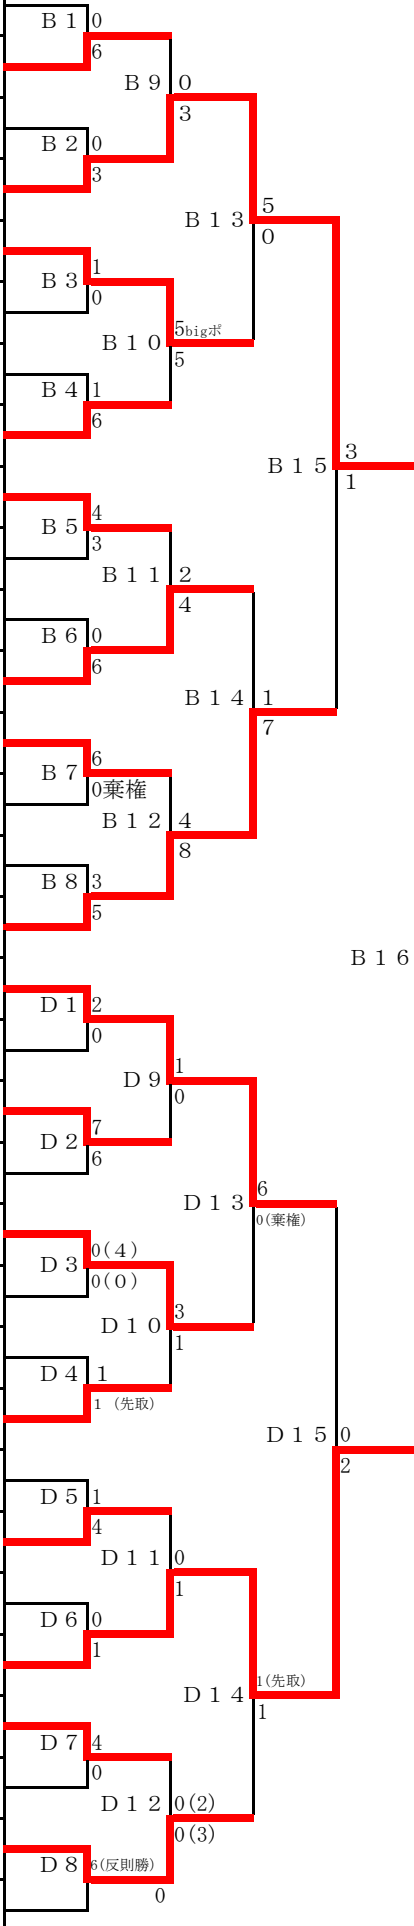 Ｂ１ 0
6
Ｂ９ ０
３
Ｂ２ 0
3
Ｂ１３ ５
０
Ｂ３ 1
0
Ｂ１０ 5bigポ
5
Ｂ４ 1
6
Ｂ１５ ３
１
Ｂ５ 4
3
Ｂ１１ ２
４
Ｂ６ 0
6
Ｂ１４ １
７
Ｂ７ 6
0棄権
Ｂ１２ ４
８
Ｂ８ 3
5
Ｂ１６
Ｄ１ 2
0
Ｄ９ 1
0
Ｄ２ 7
6
Ｄ１３ 6
0(棄権)
Ｄ３ 0(４)
0(０)
Ｄ１０ 3
1
Ｄ４ １
１（先取）
Ｄ１５ 0
2
Ｄ５ 1
4
Ｄ１１ 0
1
Ｄ６ 0
1
Ｄ１４ 1(先取)
1
Ｄ７ 4
0
Ｄ１２ 0(2)
0(3)
Ｄ８ 6(反則勝)
0